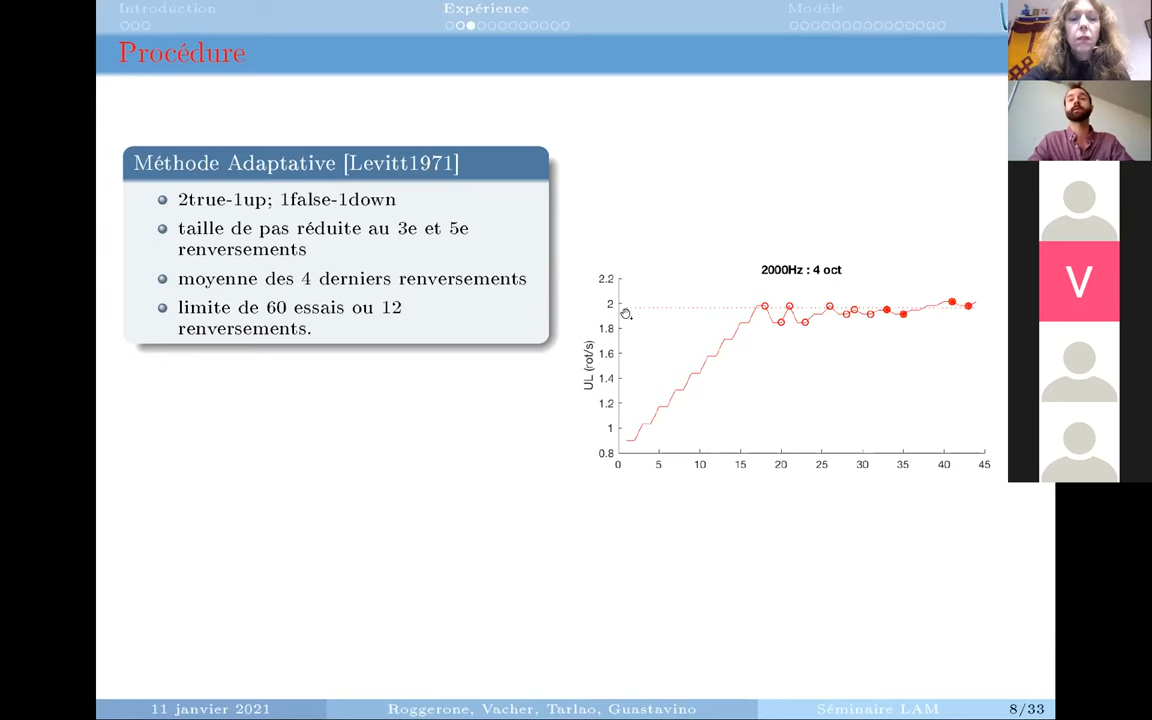 Introduction Expérience Modèle
Procédure
Méthode Adaptative [Levitt1971]
2true-1up; 1false-1down
taille de pas réduite au 3e et 5e
renversements
moyenne des 4 derniers renversements
limite de 60 essais ou 12
renversements.
2000Hz : 4 oct
2.2
2
1.8
1.6
1.4
1.2
1
0.8
UL (rot/s)
0 5 10 15 20 25 30 35 40 45
V
11 janvier 2021 Roggerone, Vacher, Tarlao, Guastavino Séminaire LAM 8/33